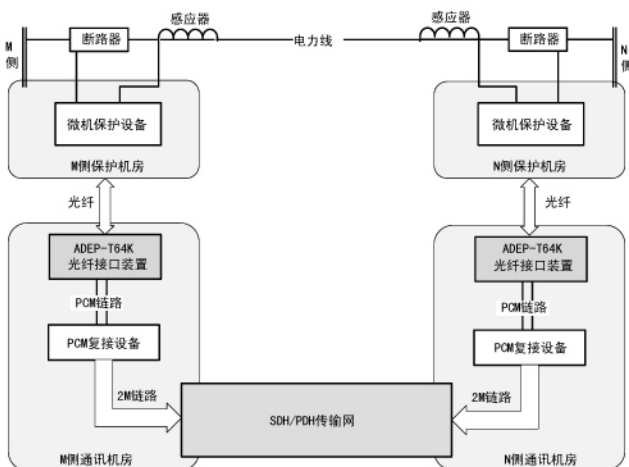 感应器
感应器
M
侧
断路器
电力线
断路器
N
侧
微机保护设备
微机保护设备
M侧保护机房
N侧保护机房
光纤
光纤
ADEP-T64K
光纤接口装置
ADEP-T64K
光纤接口装置
PCM链路
PCM链路
PCM复接设备
PCM复接设备
2M链路
2M链路
SDH/PDH传输网
M侧通讯机房
N侧通讯机房